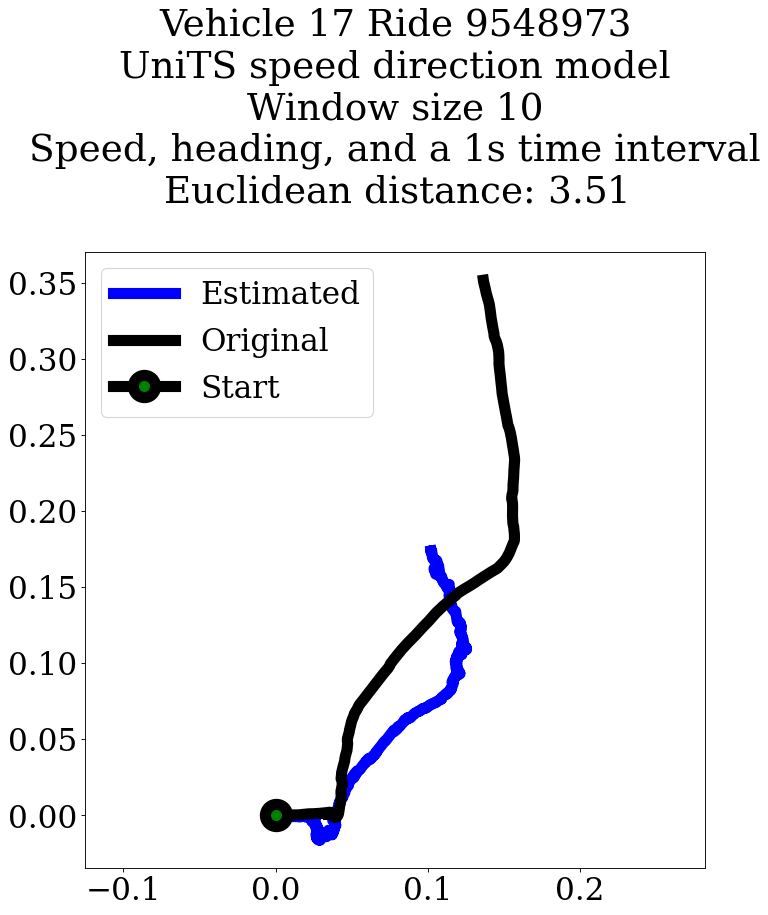 Vehicle 17 Ride 9548973
UniTS speed direction model
Window size 10
Speed, heading, and a 1s time interval
Euclidean distance: 3.51
Estimated
Original
Start
0.35
0.30
0.25
0.20
0.15
0.10
0.05
0.00
−0.1
0.0
0.1
0.2